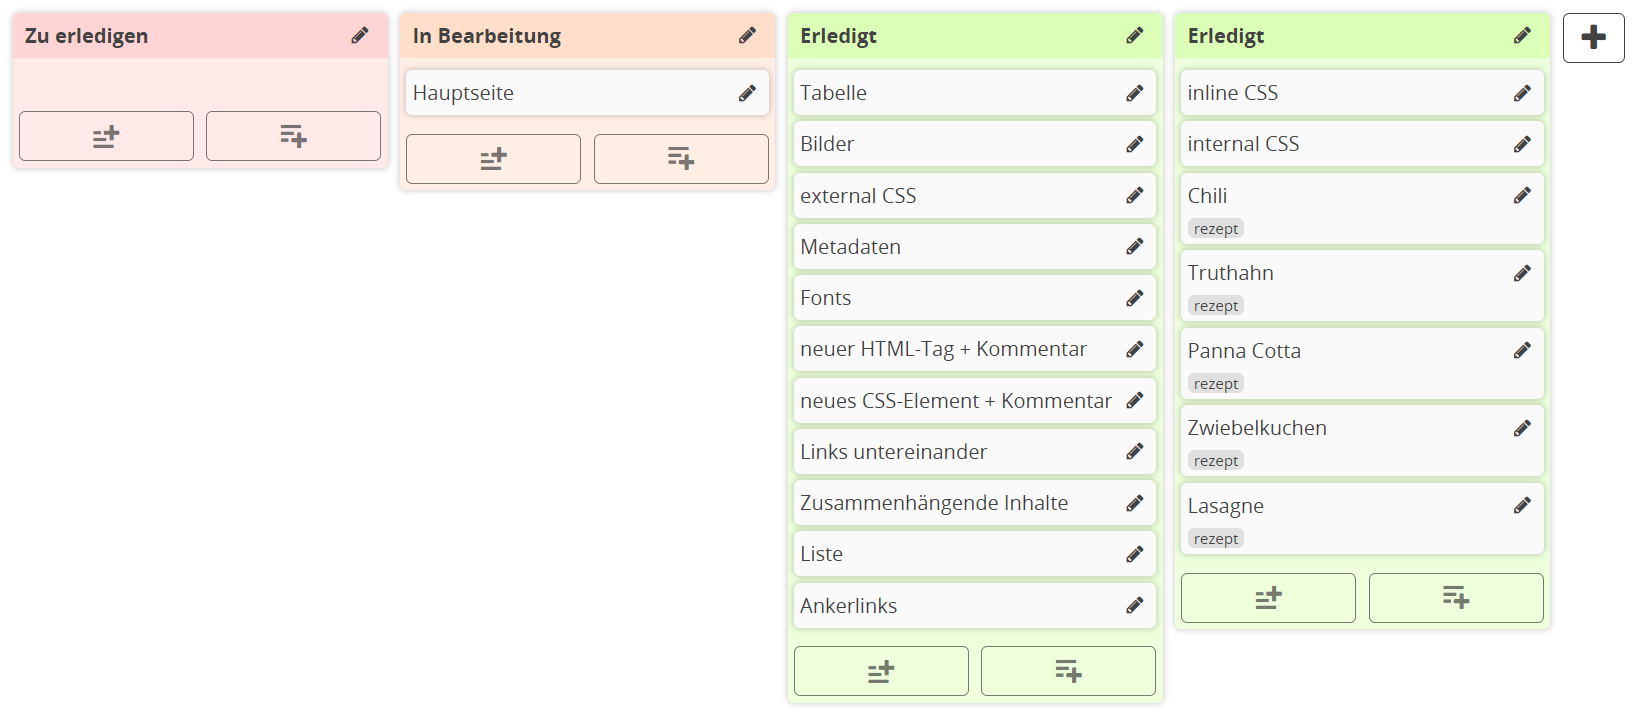 Zu erledigen
In Bearbeitung
Hauptseite
Erledigt
Tabelle
Bilder
external CSS
Metadaten
Fonts
neuer HTML-Tag + Kommentar
neues CSS-Element + Kommentar
Links untereinander
Zusammenhängende Inhalte
Liste
Ankerlinks
Erledigt
inline CSS
internal CSS
Chili
rezept
Truthahn
rezept
Panna Cotta
rezept
Zwiebelkuchen
rezept
Lasagne
rezept